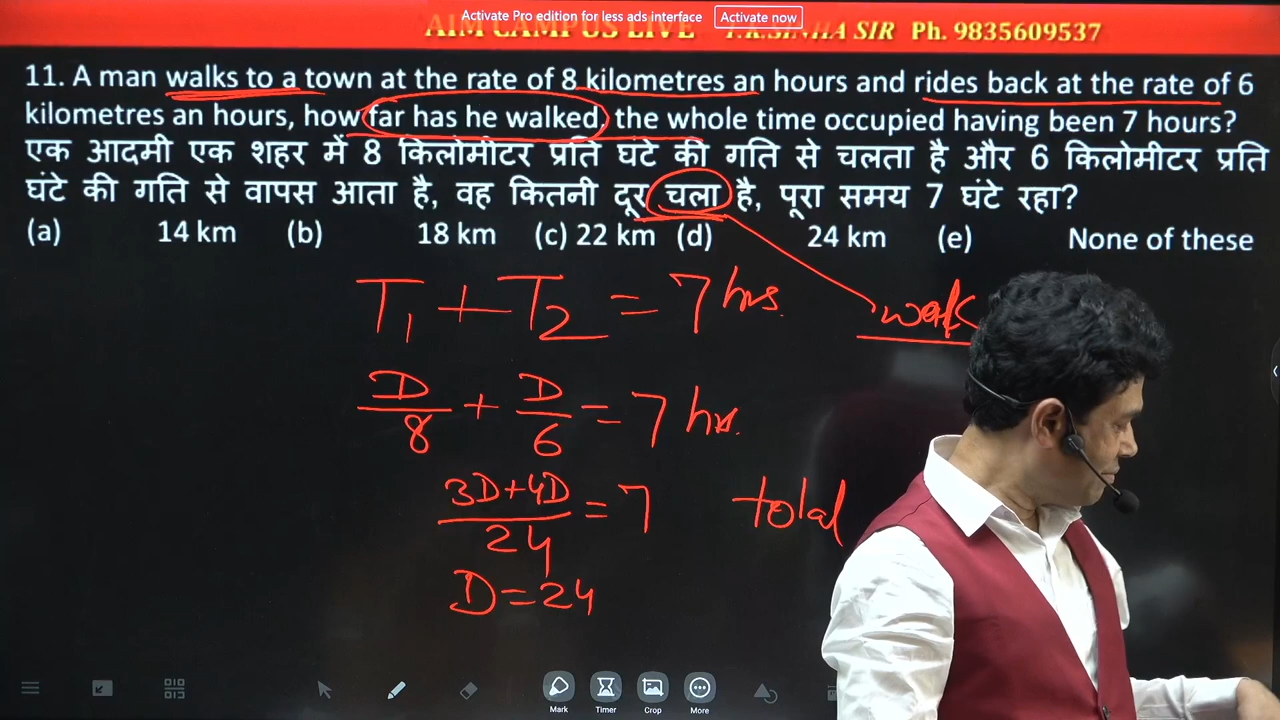 Activate Pro edition for less ads interface Activate now
AIM CAMPUS LIVE T.K.SINHA SIR Ph. 9835609537
11. A man walks to a town at the rate of 8 kilometres an hours and rides back at the rate of 6
kilometres an hours, how far has he walked, the whole time occupied having been 7 hours?
एक आदमी एक शहर में 8 किलोमीटर प्रति घंटे की गति से चलता है और 6 किलोमीटर प्रति
घंटे की गति से वापस आता है, वह कितनी दूर चला है, पूरा समय 7 घंटे रहा?
(a) 14 km (b) 18 km (c) 22 km (d) 24 km (e) None of these
T₁ + T₂ = 7 hrs.
walk
D/8 + D/6 = 7 hrs.
3D+4D/24 = 7
total
D = 24
Mark Timer Crop More